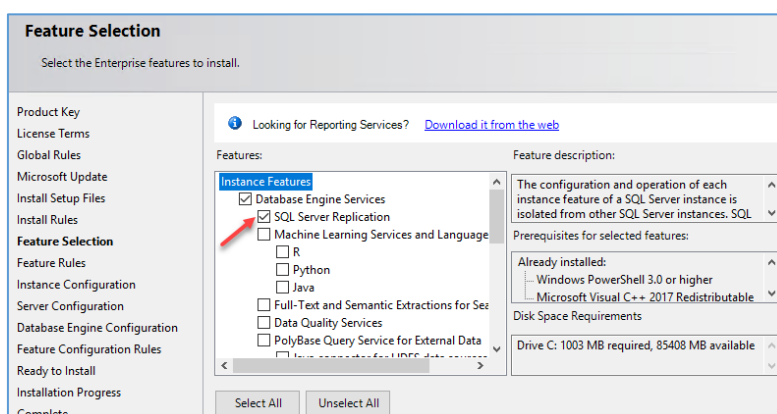 Feature Selection
Select the Enterprise features to install.
Product Key
License Terms
Global Rules
Microsoft Update
Install Setup Files
Install Rules
Feature Selection
Feature Rules
Instance Configuration
Server Configuration
Database Engine Configuration
Feature Configuration Rules
Ready to Install
Installation Progress
Complete
Looking for Reporting Services? Download it from the web
Features:
Instance Features
Database Engine Services
SQL Server Replication
Machine Learning Services and Language
R
Python
Java
Full-Text and Semantic Extractions for Sea
Data Quality Services
PolyBase Query Service for External Data
Java connector for HDFS data sources
Select All Unselect All
Feature description:
The configuration and operation of each
instance feature of a SQL Server instance is
isolated from other SQL Server instances. SQL
Prerequisites for selected features:
Already installed:
Windows PowerShell 3.0 or higher
Microsoft Visual C++ 2017 Redistributable
Disk Space Requirements
Drive C: 1003 MB required, 85408 MB available